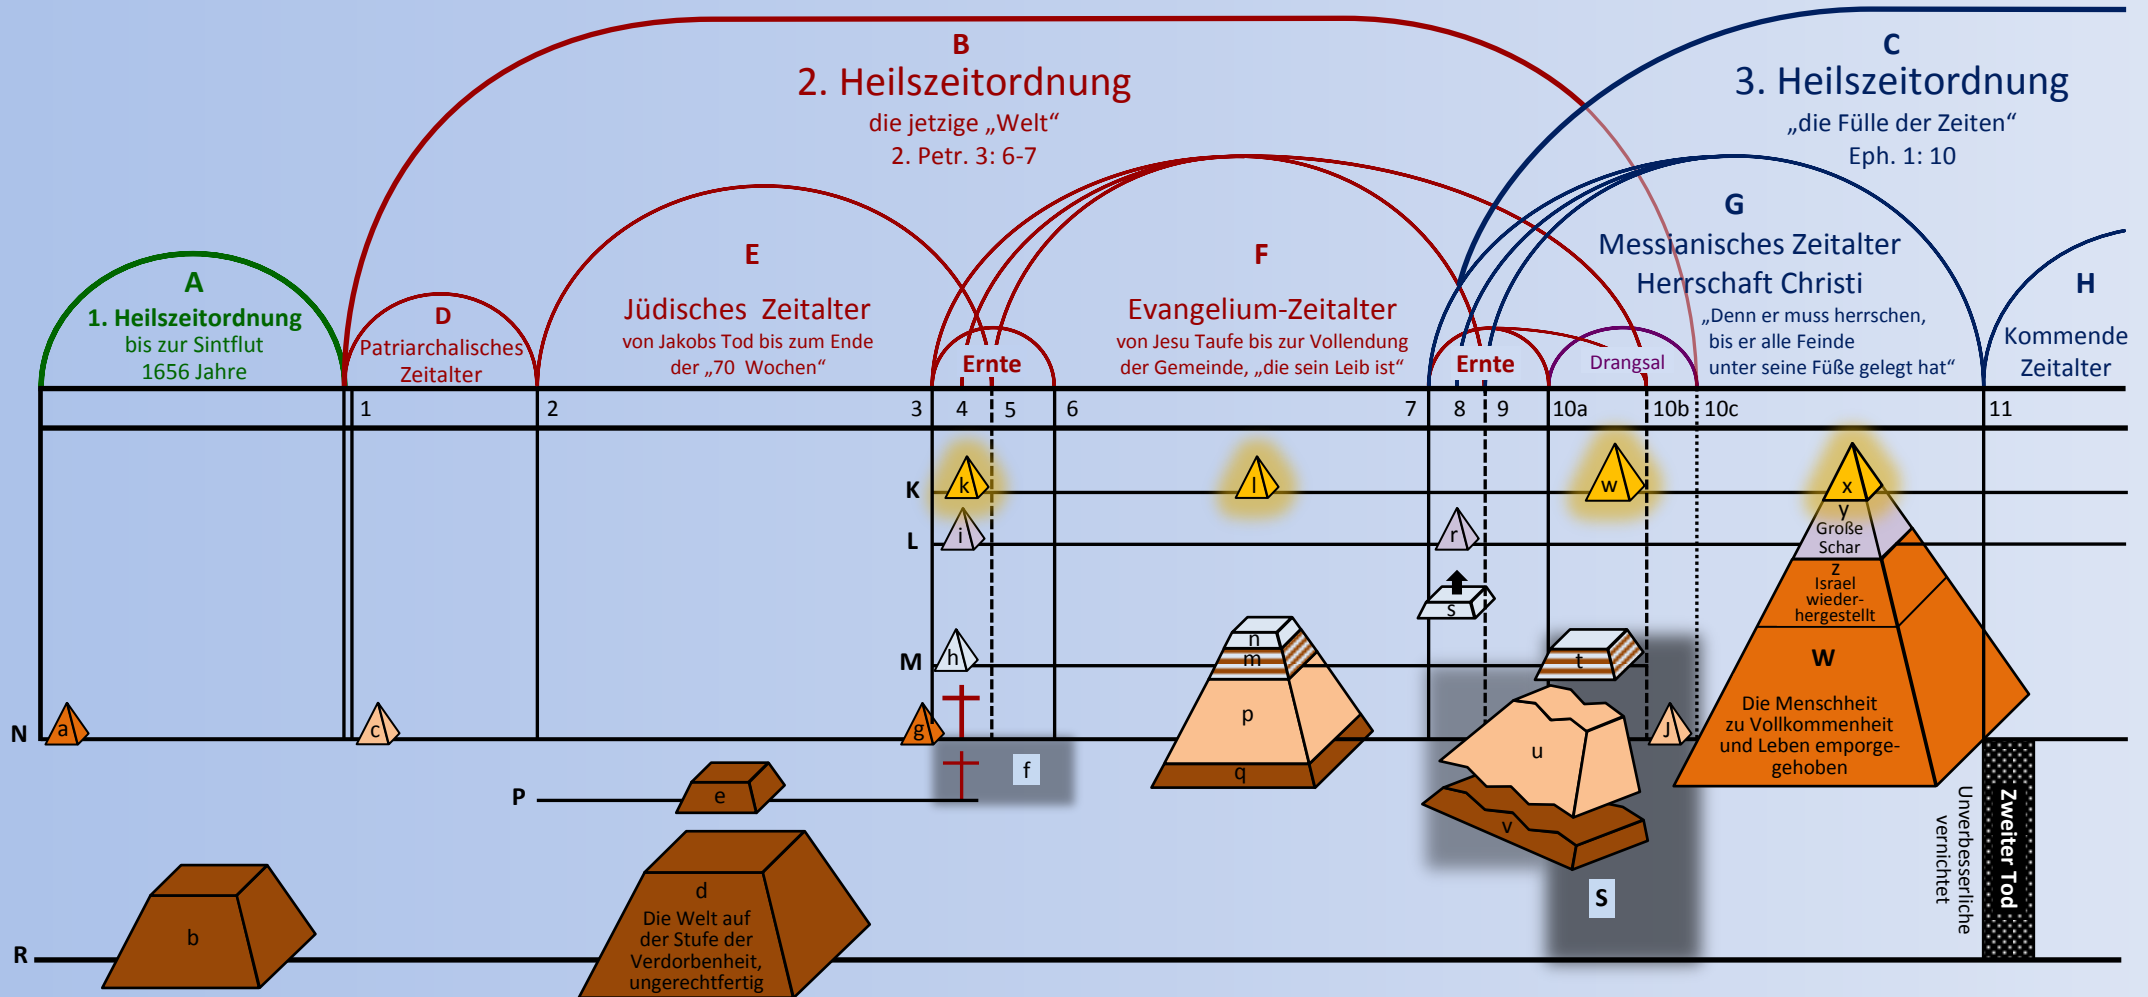 B
2. Heilszeitordnung
die jetzige „Welt“
2. Petr. 3: 6-7
C
3. Heilszeitordnung
„die Fülle der Zeiten“
Eph. 1: 10
A
1. Heilszeitordnung
bis zur Sintflut
1656 Jahre
D
Patriarchalisches
Zeitalter
E
Jüdisches Zeitalter
von Jakobs Tod bis zum Ende
der „70 Wochen“
Ernte
F
Evangelium-Zeitalter
von Jesu Taufe bis zur Vollendung
der Gemeinde, „die sein Leib ist“
Ernte
Drangsal
G
Messianisches Zeitalter
Herrschaft Christi
„Denn er muss herrschen,
bis er alle Feinde
unter seine Füße gelegt hat“
H
Kommende
Zeitalter
1 2 3 4 5 6 7 8 9 10a 10b 10c 11
K
k
l
w
x
L
i
r
y
Große
Schar
s
z
Israel
wieder-
hergestellt
M
h
n
m
t
W
Die Menschheit
zu Vollkommenheit
und Leben emporge-
gehoben
N
a
c
g
p
q
u
J
v
f
P
e
S
Unverbesserliche
vernichtet
Zweiter Tod
R
b
d
Die Welt auf
der Stufe der
Verdorbenheit,
ungerechtfertig